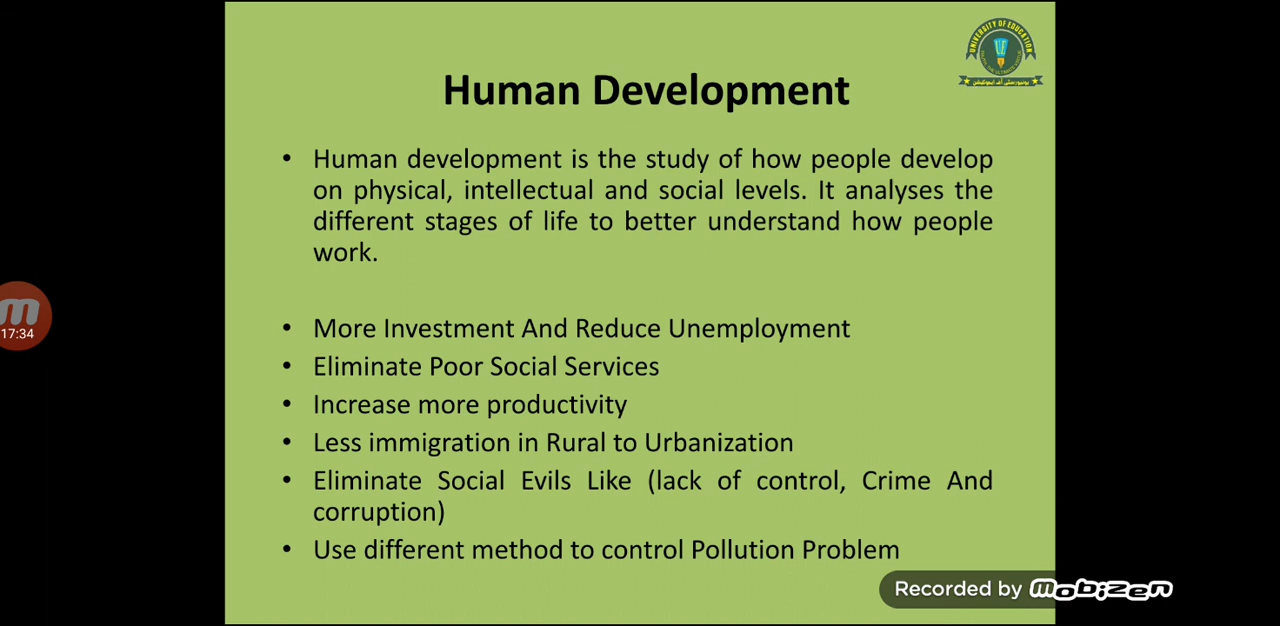 UNIVERSITY OF EDUCATION
یونیورسٹی آف ایجوکیشن
Human Development
• Human development is the study of how people develop
on physical, intellectual and social levels. It analyses the
different stages of life to better understand how people
work.
• More Investment And Reduce Unemployment
• Eliminate Poor Social Services
• Increase more productivity
• Less immigration in Rural to Urbanization
• Eliminate Social Evils Like (lack of control, Crime And
corruption)
• Use different method to control Pollution Problem
m
17:34
Recorded by mobizen